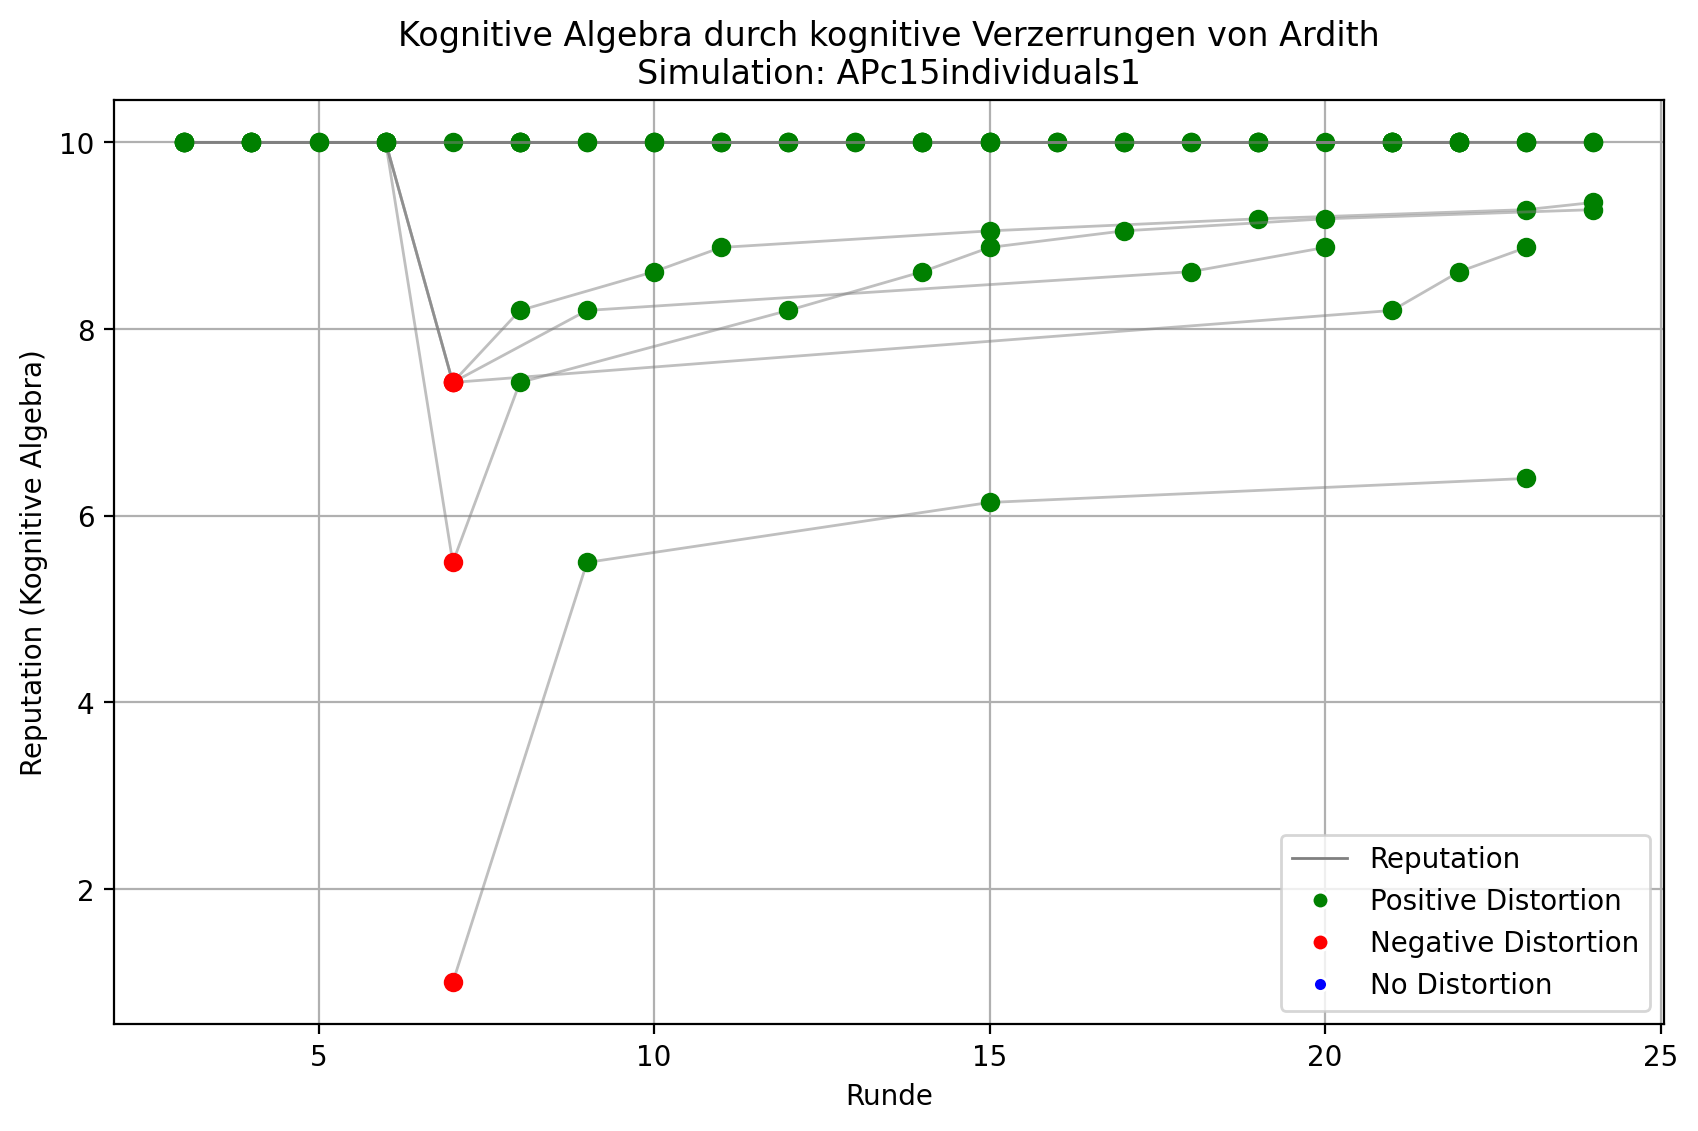 Kognitive Algebra durch kognitive Verzerrungen von Ardith
Simulation: APc15individuals1
Reputation (Kognitive Algebra)
10
8
6
4
2
5
10
15
20
25
Runde
Reputation
Positive Distortion
Negative Distortion
No Distortion